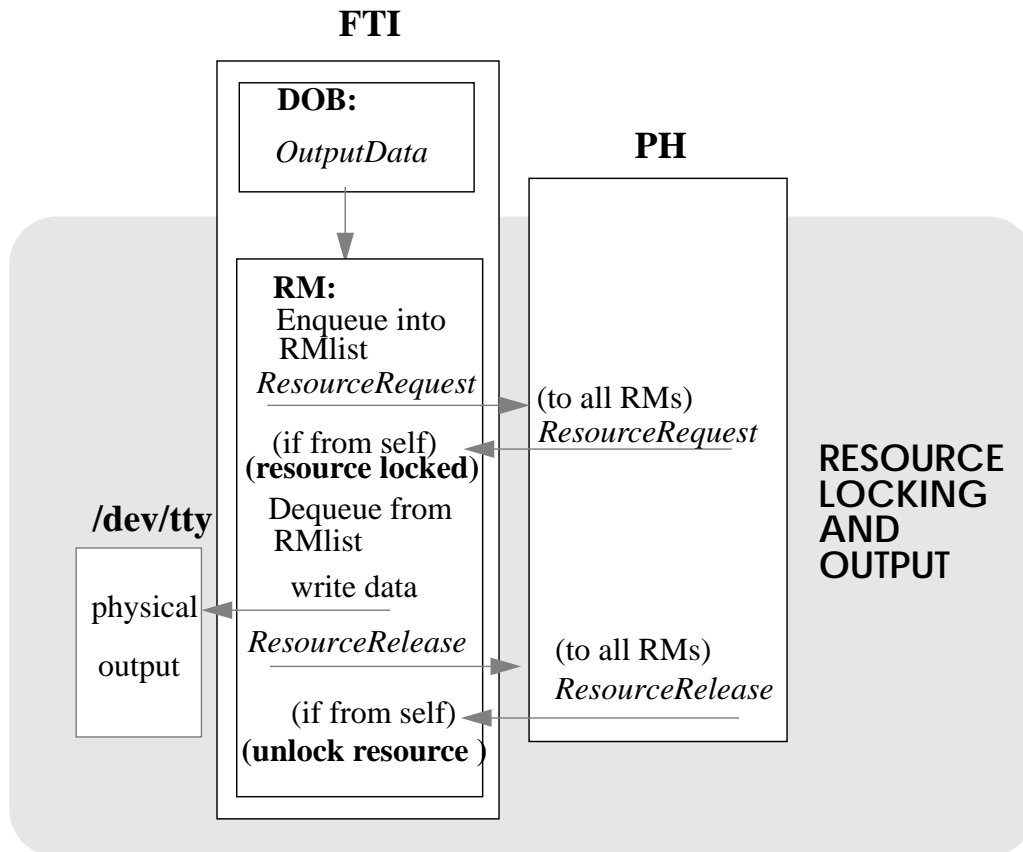 FTI
DOB:
OutputData
PH
RM:
Enqueue into
RMlist
ResourceRequest
(to all RMs)
ResourceRequest
(if from self)
(resource locked)
Dequeue from
RMlist
/dev/tty
write data
physical
output
ResourceRelease
(to all RMs)
ResourceRelease
(if from self)
(unlock resource )
RESOURCE
LOCKING
AND
OUTPUT